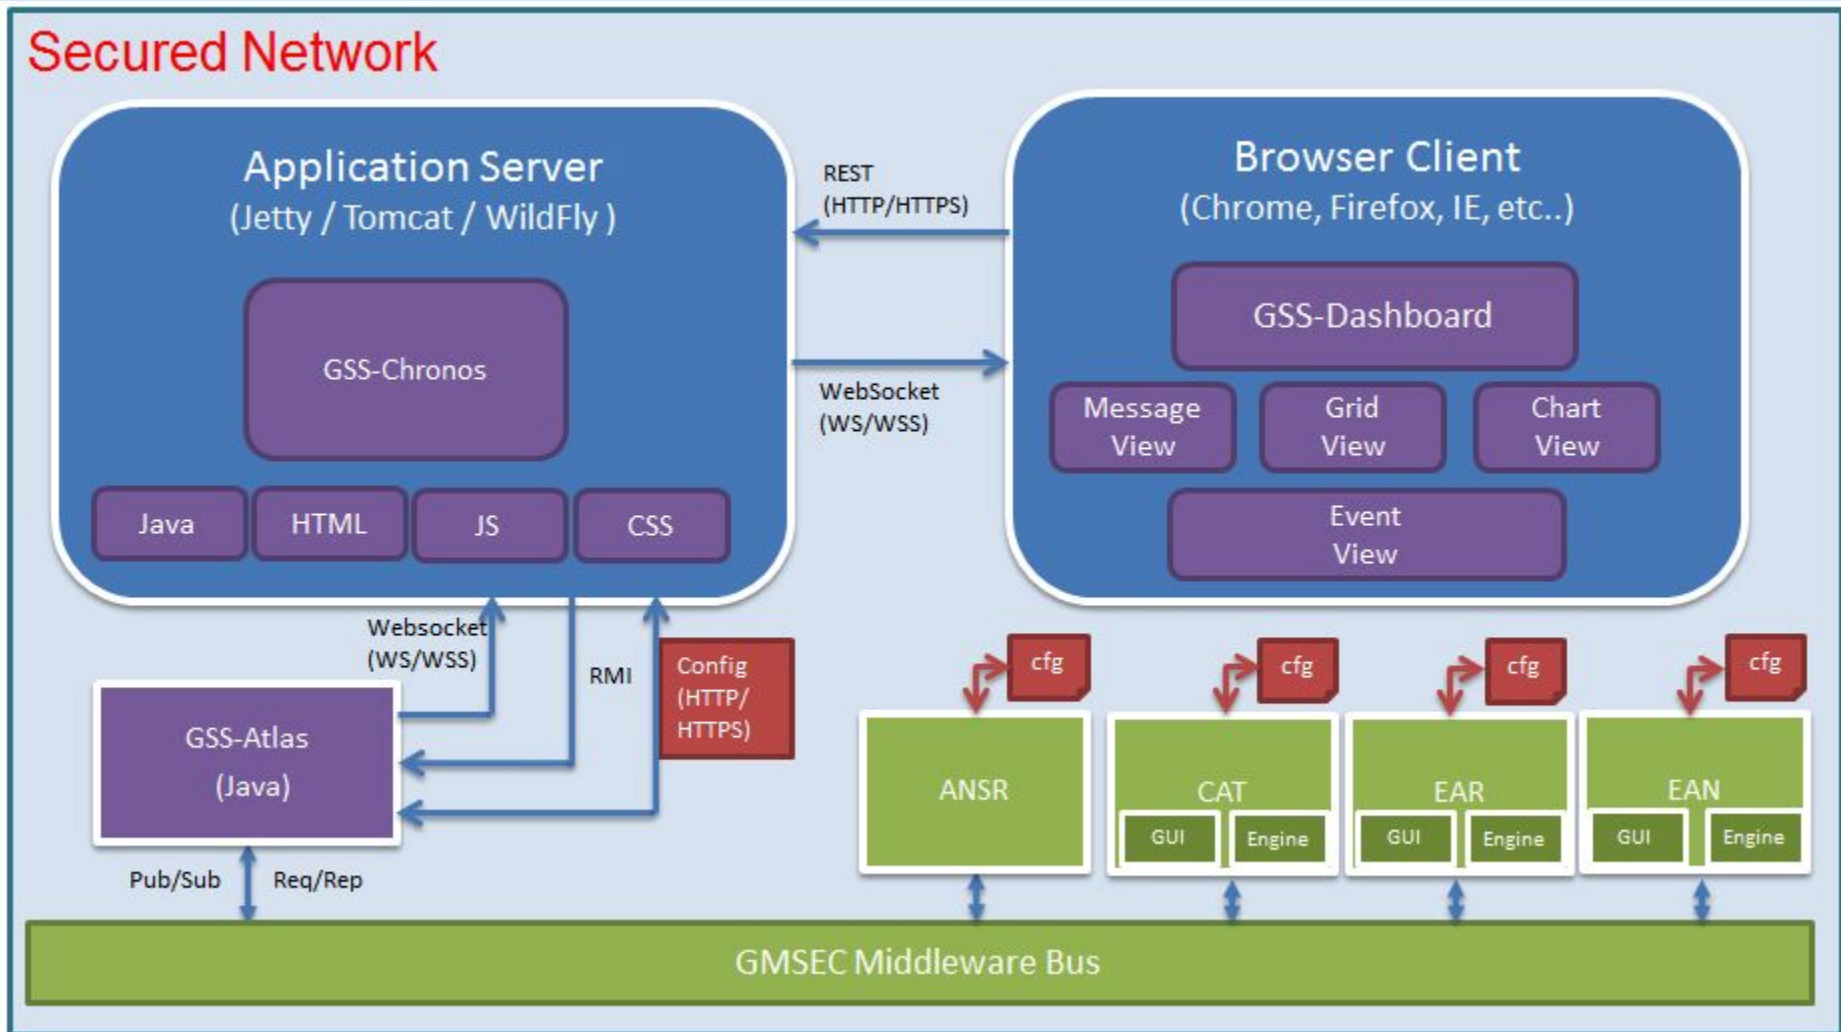 Secured Network
Application Server
(Jetty / Tomcat / WildFly )
GSS-Chronos
Java
HTML
JS
CSS
REST
(HTTP/HTTPS)
WebSocket
(WS/WSS)
Browser Client
(Chrome, Firefox, IE, etc..)
GSS-Dashboard
Message
View
Grid
View
Chart
View
Event
View
Websocket
(WS/WSS)
RMI
Config
(HTTP/
HTTPS)
GSS-Atlas
(Java)
Pub/Sub
Req/Rep
cfg
ANSR
cfg
CAT
GUI
Engine
cfg
EAR
GUI
Engine
cfg
EAN
GUI
Engine
GMSEC Middleware Bus